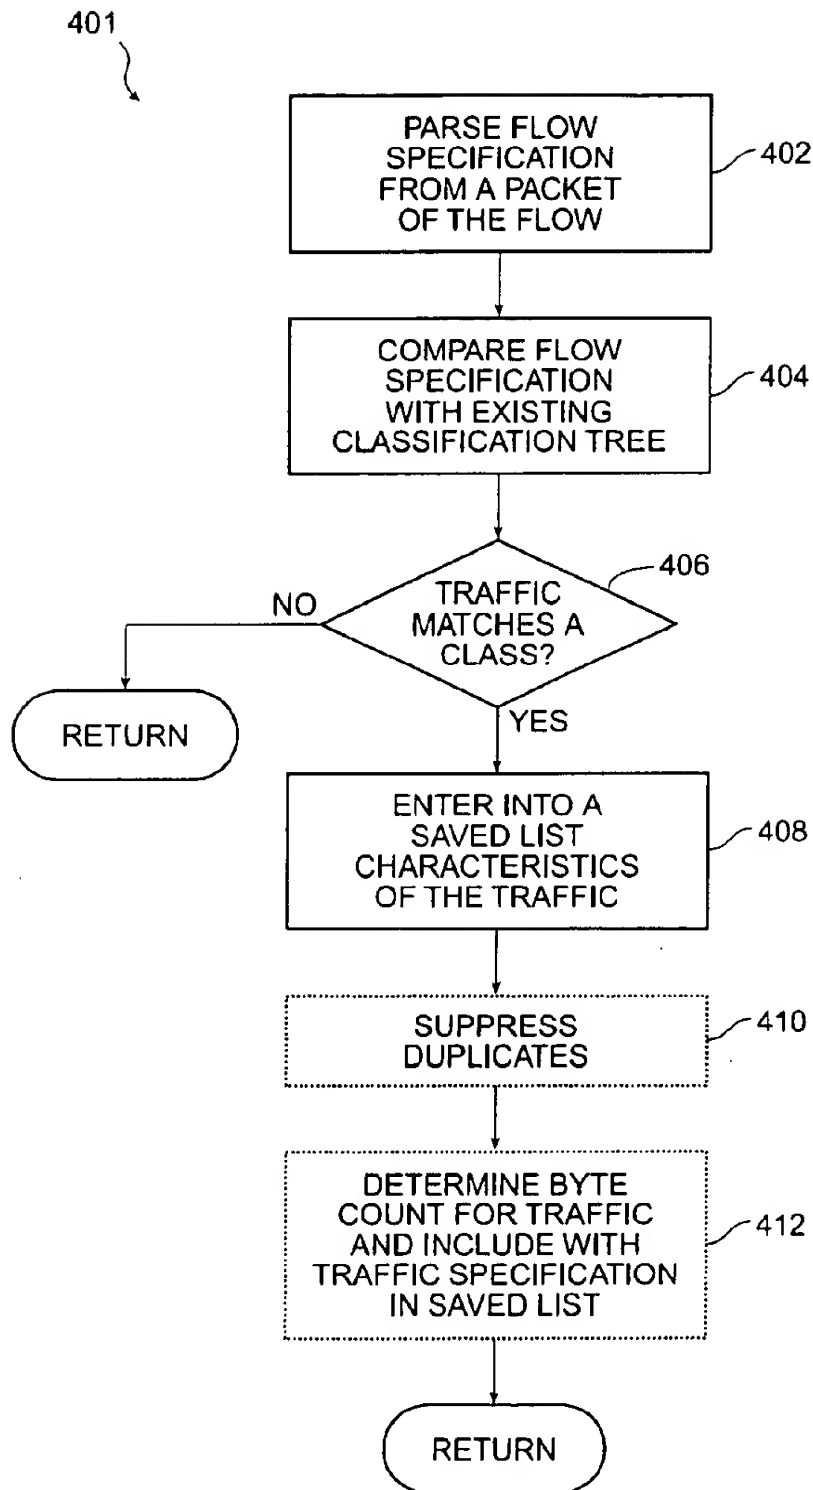 401
PARSE FLOW
SPECIFICATION
FROM A PACKET
OF THE FLOW
402
COMPARE FLOW
SPECIFICATION
WITH EXISTING
CLASSIFICATION TREE
404
TRAFFIC
MATCHES A
CLASS?
406
NO
RETURN
YES
ENTER INTO A
SAVED LIST
CHARACTERISTICS
OF THE TRAFFIC
408
SUPPRESS
DUPLICATES
410
DETERMINE BYTE
COUNT FOR TRAFFIC
AND INCLUDE WITH
TRAFFIC SPECIFICATION
IN SAVED LIST
412
RETURN